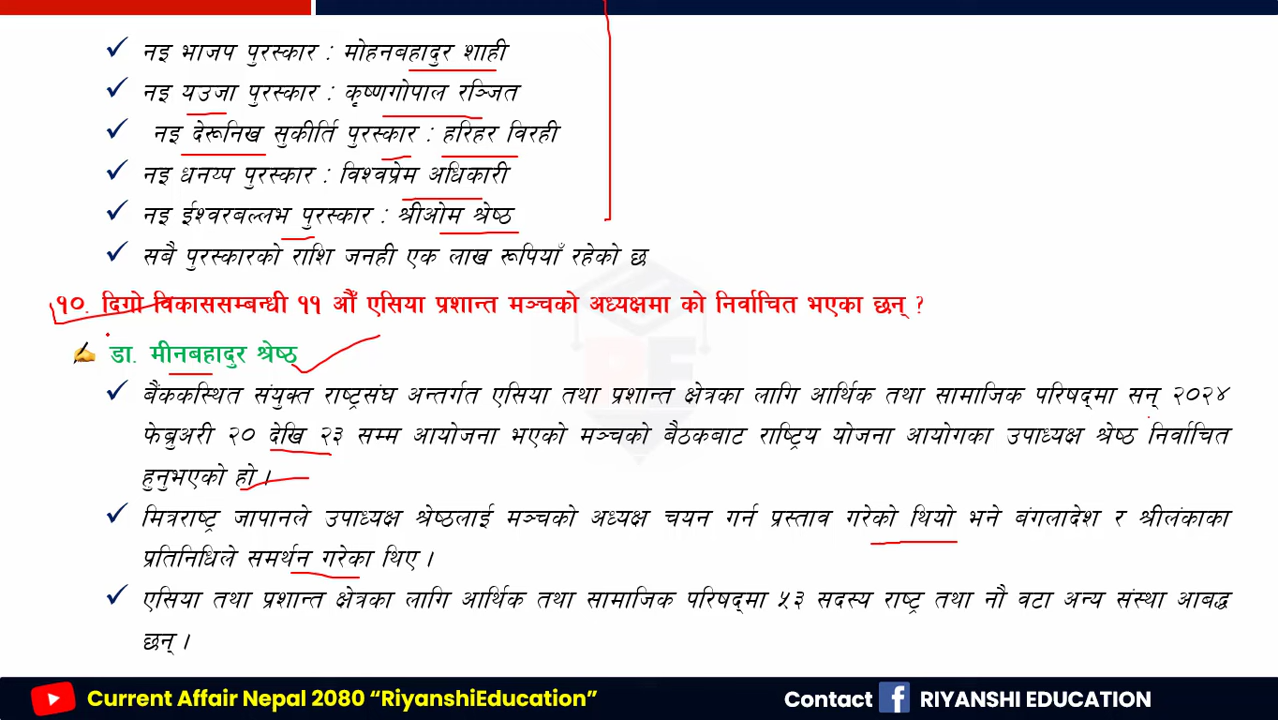 नइ भाजप पुरस्कार : मोहनबहादुर शाही
नइ यउजा पुरस्कार : कृष्णगोपाल रञ्जित
नइ देरूनिख सुकीर्ति पुरस्कार : हरिहर विरही
नइ धनय्प पुरस्कार : विश्वप्रेम अधिकारी
नइ ईश्वरबल्लभ पुरस्कार : श्रीओम श्रेष्ठ
सबै पुरस्कारको राशि जनही एक लाख रूपियाँ रहेको छ
१०. दिगो विकाससम्बन्धी ११ औँ एसिया प्रशान्त मञ्चको अध्यक्षमा को निर्वाचित भएका छन् ?
डा. मीनबहादुर श्रेष्ठ
बैंककस्थित संयुक्त राष्ट्रसंघ अन्तर्गत एसिया तथा प्रशान्त क्षेत्रका लागि आर्थिक तथा सामाजिक परिषद्मा सन् २०२४
फेब्रुअरी २० देखि २३ सम्म आयोजना भएको मञ्चको बैठकबाट राष्ट्रिय योजना आयोगका उपाध्यक्ष श्रेष्ठ निर्वाचित
हुनुभएको हो ।
मित्रराष्ट्र जापानले उपाध्यक्ष श्रेष्ठलाई मञ्चको अध्यक्ष चयन गर्न प्रस्ताव गरेको थियो भने बंगलादेश र श्रीलंकाका
प्रतिनिधिले समर्थन गरेका थिए ।
एसिया तथा प्रशान्त क्षेत्रका लागि आर्थिक तथा सामाजिक परिषद्मा ५३ सदस्य राष्ट्र तथा नौ वटा अन्य संस्था आबद्ध
छन् ।
Current Affair Nepal 2080 “RiyanshiEducation” Contact RIYANSHI EDUCATION